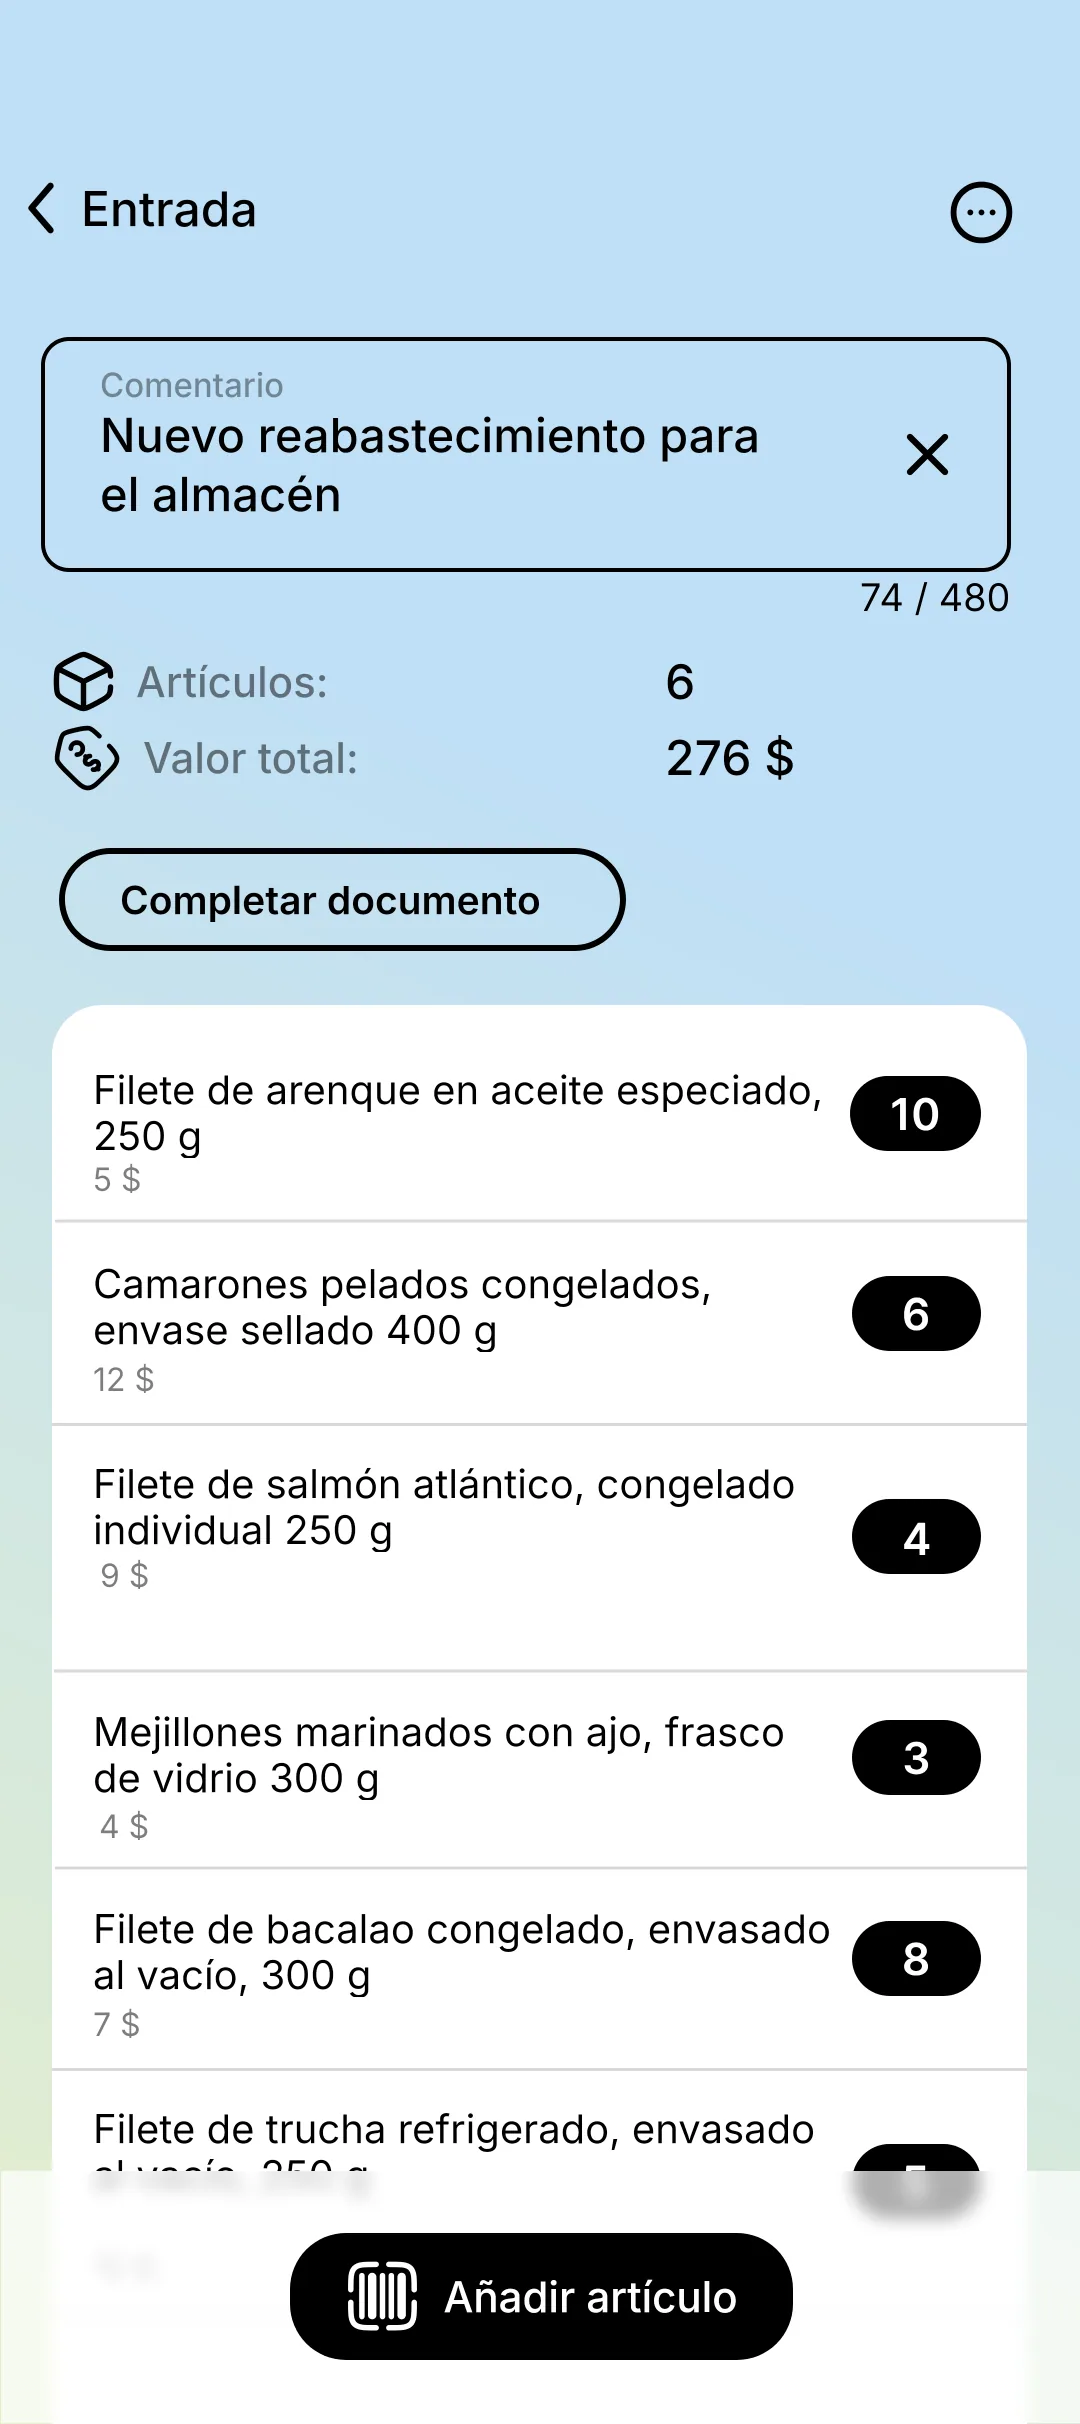 Entrada
Comentario
Nuevo reabastecimiento para
el almacén
74 / 480
Artículos:
6
Valor total:
276 $
Completar documento
Filete de arenque en aceite especiado,
250 g
5 $
10
Camarones pelados congelados,
envase sellado 400 g
12 $
6
Filete de salmón atlántico, congelado
individual 250 g
9 $
4
Mejillones marinados con ajo, frasco
de vidrio 300 g
4 $
3
Filete de bacalao congelado, envasado
al vacío, 300 g
7 $
8
Filete de trucha refrigerado, envasado
al vacío, 250 g
Añadir artículo